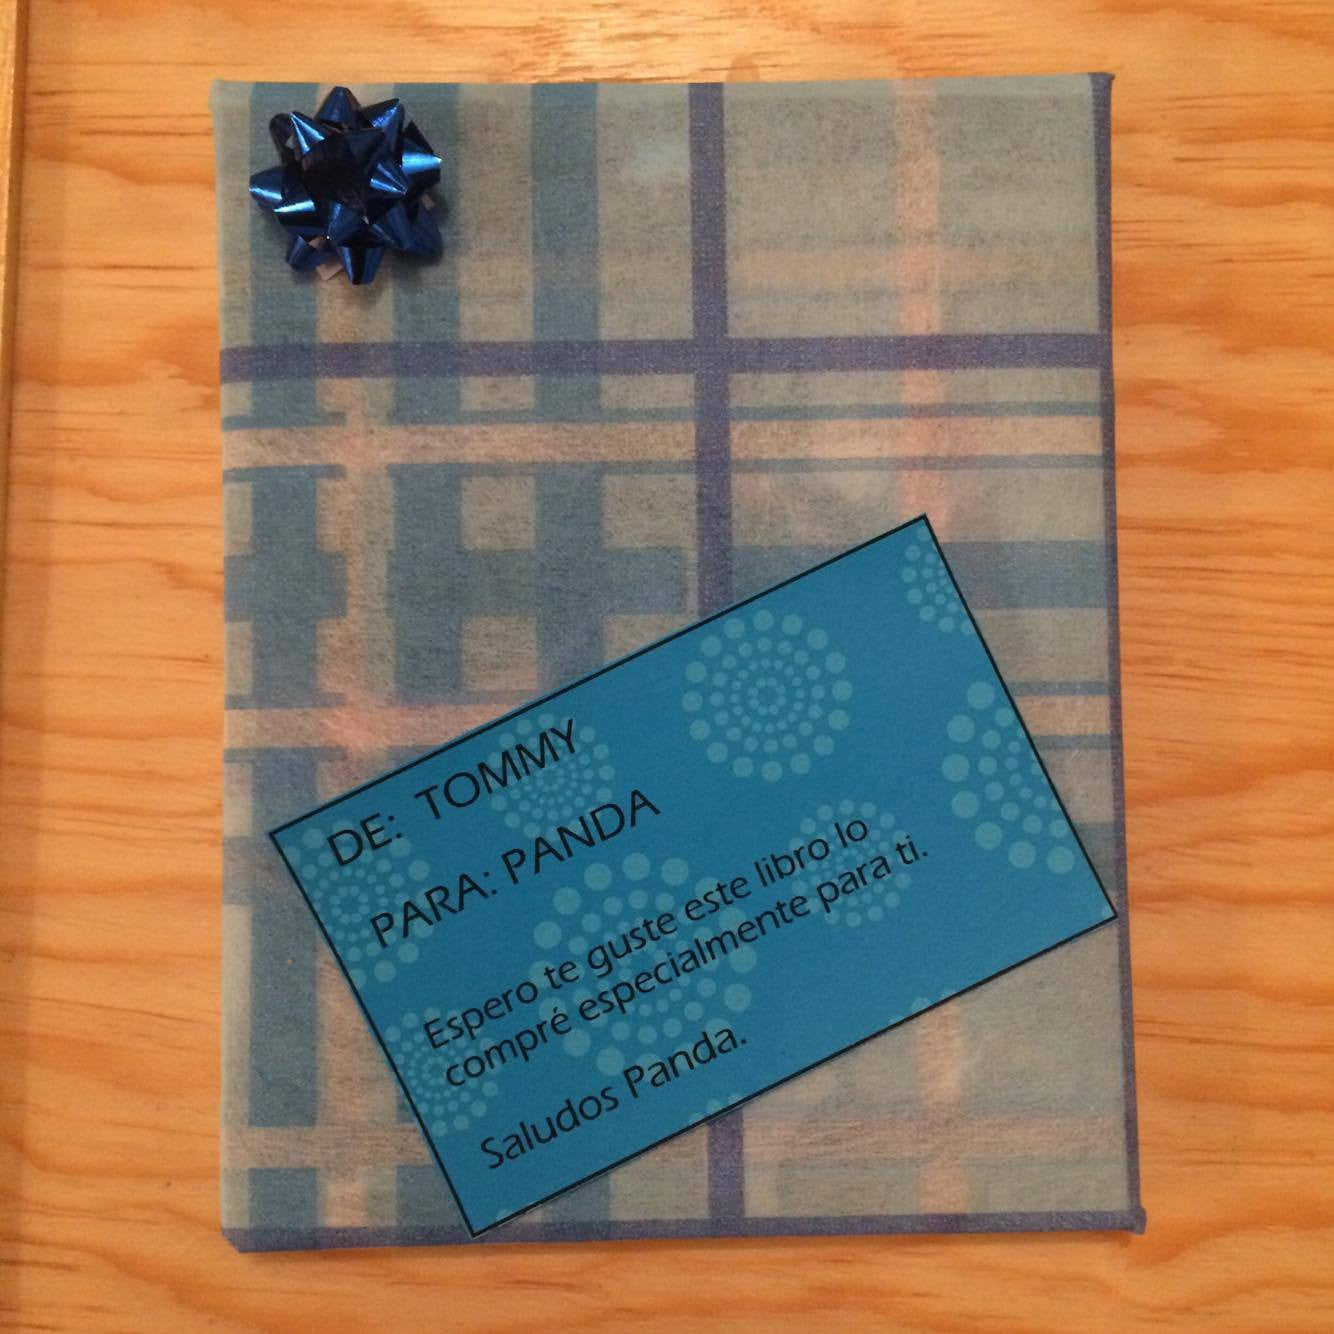 DE: TOMMY
PARA: PANDA
Espero te guste este libro lo
compré especialmente para ti.
Saludos Panda.